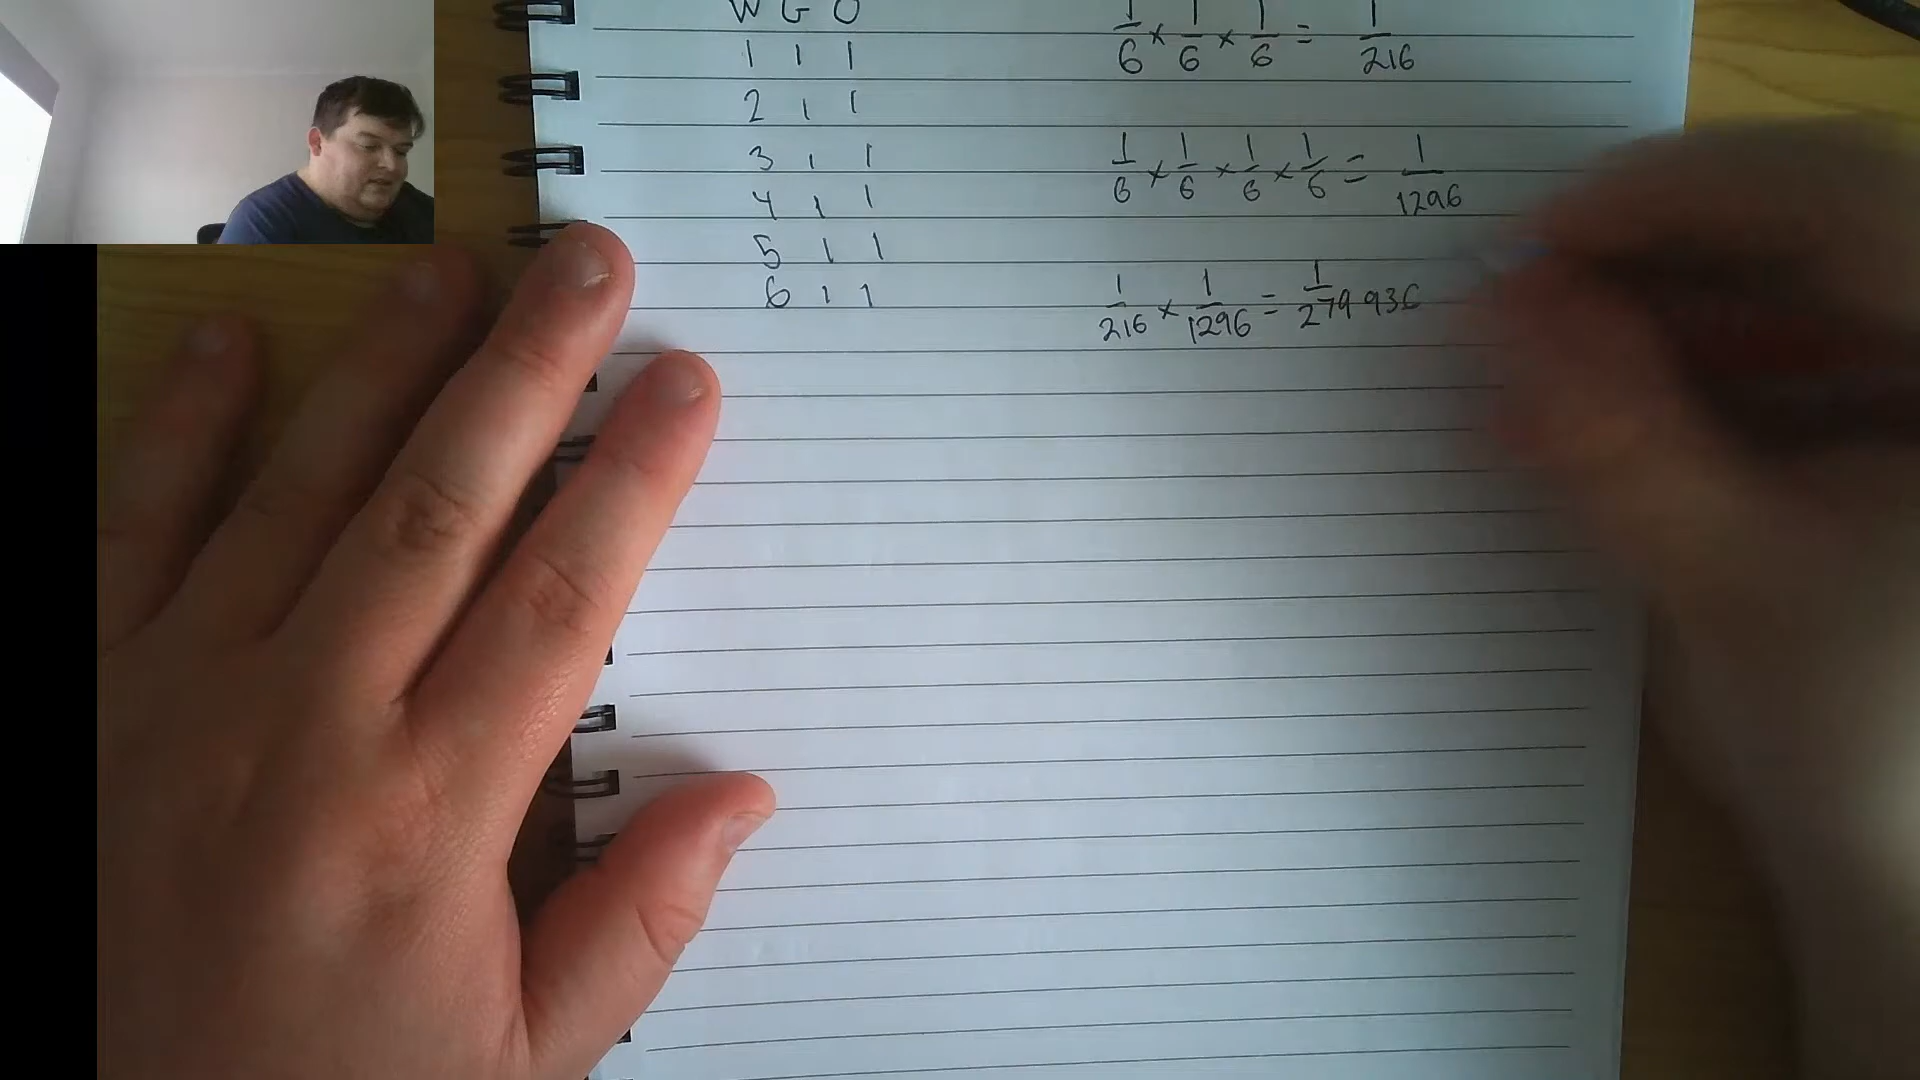 W G O
1 1 1
2 1 1
3 1 1
4 1 1
5 1 1
6 1 1
1/6 × 1/6 × 1/6 = 1/216
1/6 × 1/6 × 1/6 × 1/6 = 1/1296
1/216 × 1/1296 = 1/279936